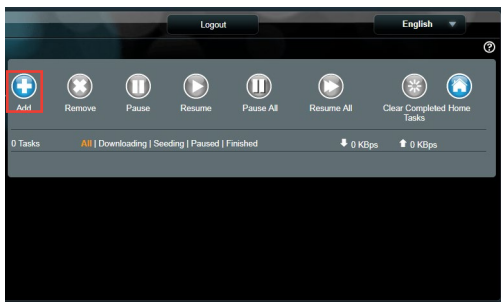 Logout English
?
Add Remove Pause Resume Pause All Resume All Clear Completed Tasks Home
0 Tasks All | Downloading | Seeding | Paused | Finished 0 KBps 0 KBps